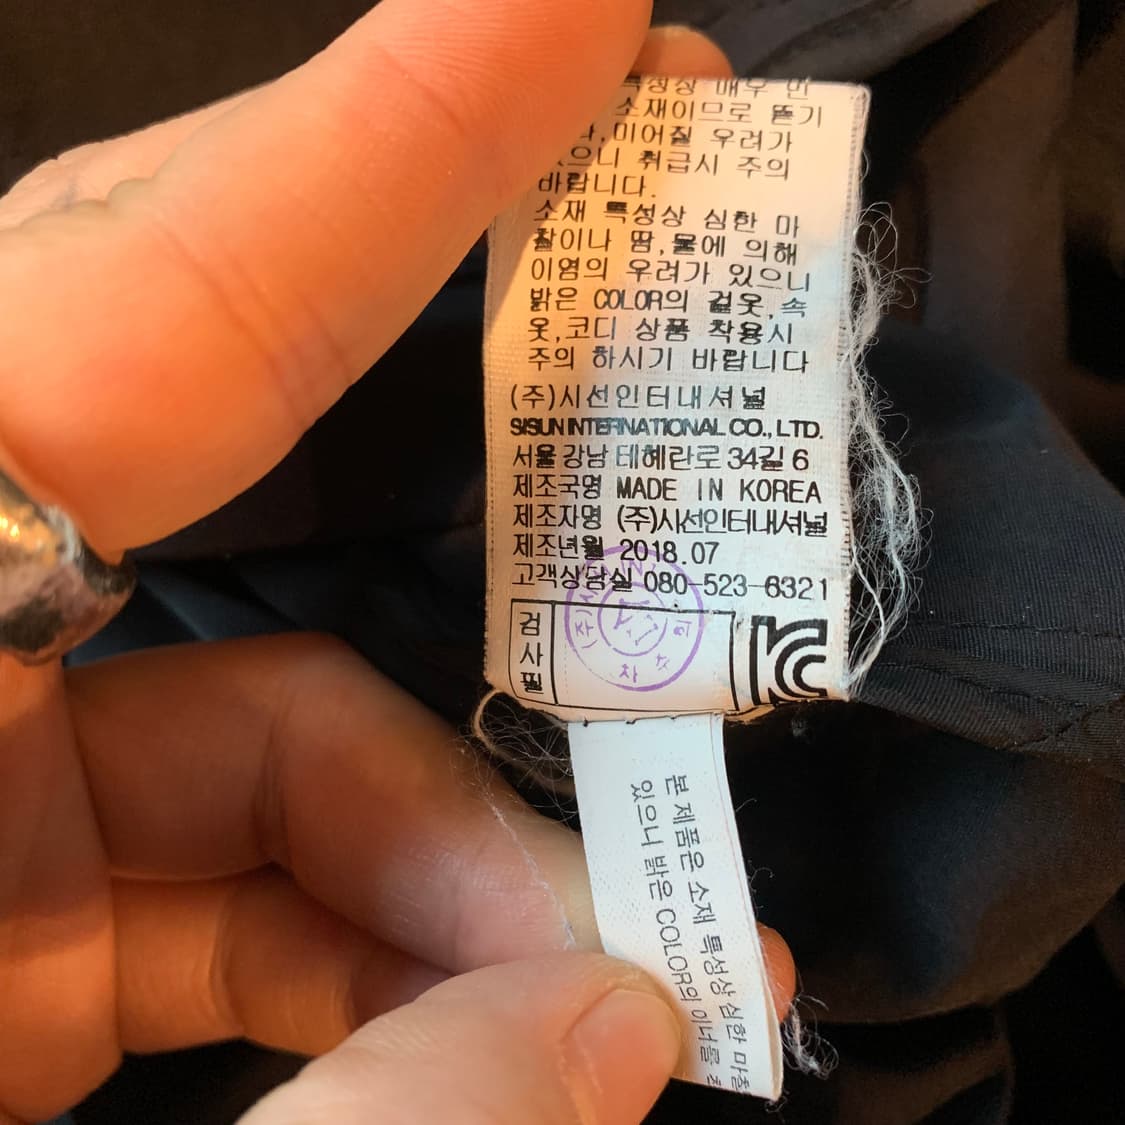 특성상 매우 민
소재이므로 뜯기
미어질 우려가
있으니 취급시 주의
바랍니다.
소재 특성상 심한 마
찰이나 땀,물에 의해
이염의 우려가 있으니
밝은 COLOR의 겉옷,속
옷,코디 상품 착용시
주의 하시기 바랍니다
(주)시선인터내셔널
SISUN INTERNATIONAL CO., LTD.
서울 강남 테헤란로 34길 6
제조국명 MADE IN KOREA
제조자명 (주)시선인터내셔널
제조년월 2018.07
고객상담실 080-523-6321
검
사
필
본 제품은 소재 특성상 심한 마찰
있으니 밝은 COLOR의 이너를